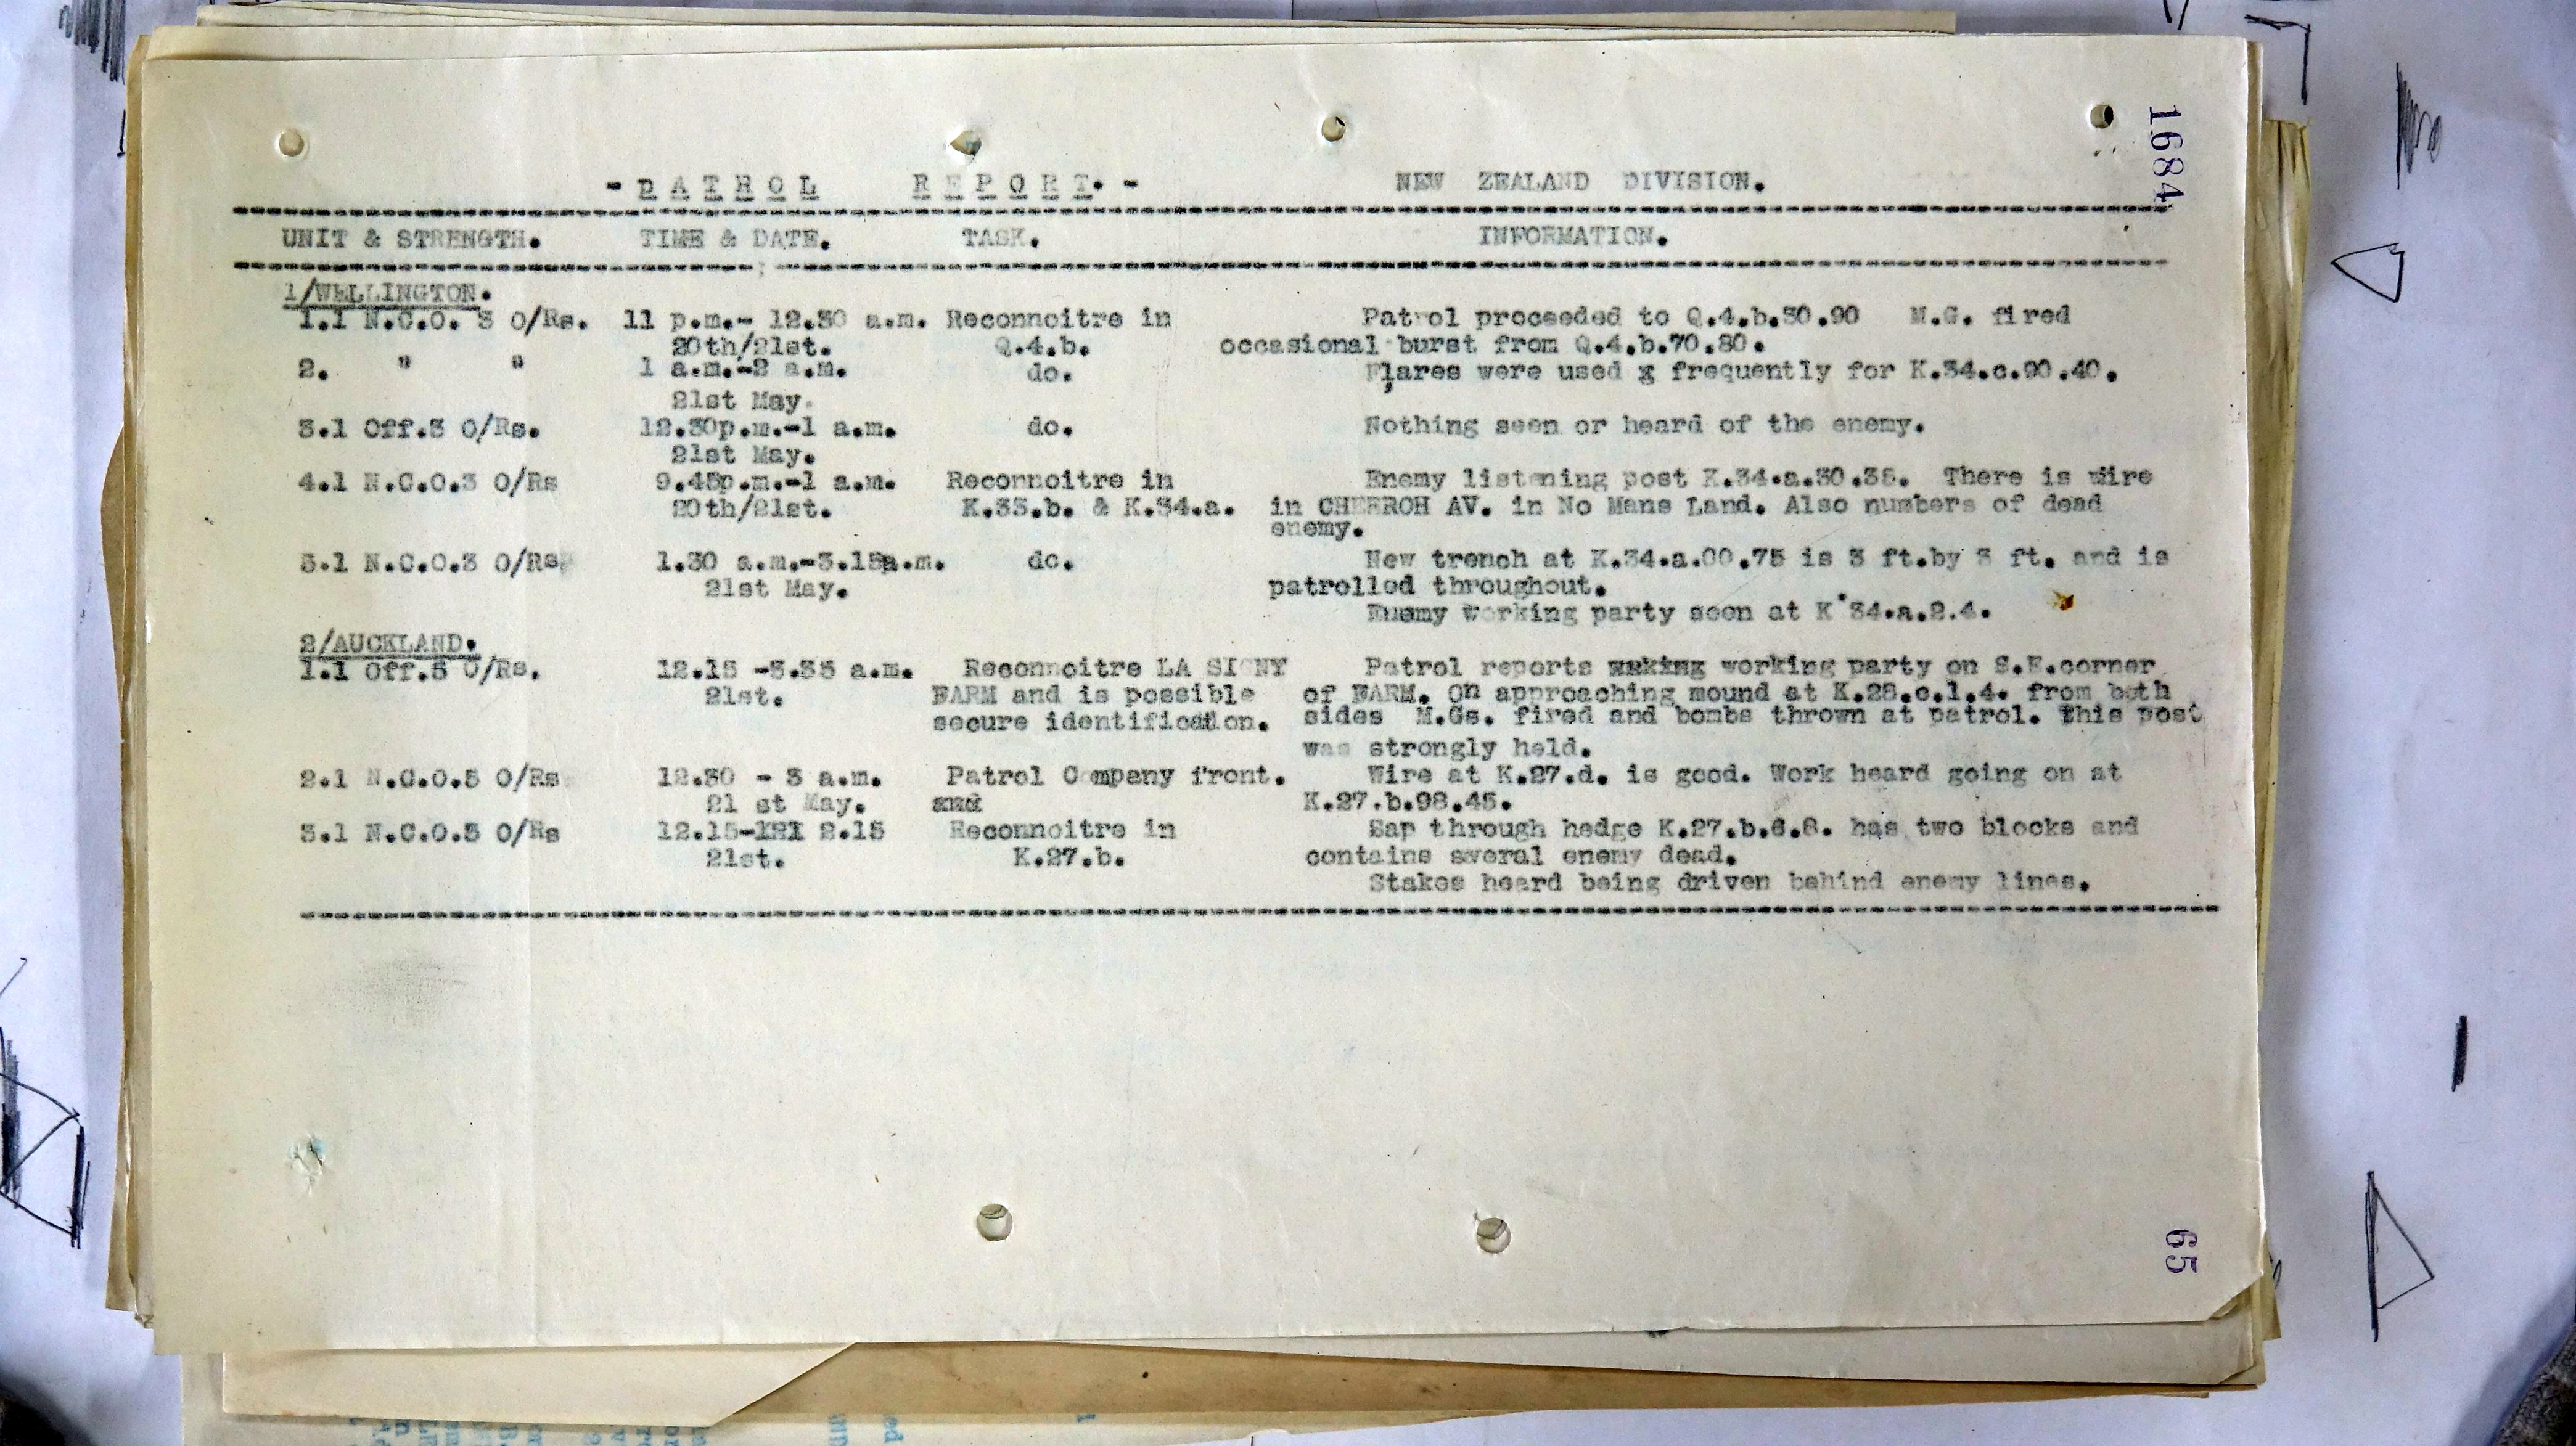 1684
- pATROL REPORT. - NEW ZEALAND DIVISION.
UNIT & STRENGTH. TIME & DATE. TASK. INFORMATION.
1/WELLINGTON.
1.1 N.C.O. 3 O/Rs. 11 p.m.- 12.30 a.m. Reconnoitre in Patrol proceeded to Q.4.b.30.90 M.G. fired
20th/21st. Q.4.b. occasional burst from Q.4.b.70.80.
2. " " 1 a.m.-2 a.m. do. Flares were used x frequently for K.34.c.90.40.
21st May.
3.1 Off.3 O/Rs. 12.30p.m.-1 a.m. do. Nothing seen or heard of the enemy.
21st May.
4.1 N.C.O.3 O/Rs 9.45p.m.-1 a.m. Reconnoitre in Enemy listening post K.34.a.30.35. There is wire
20th/21st. K.33.b. & K.34.a. in CHEEROH AV. in No Mans Land. Also numbers of dead
enemy.
5.1 N.C.O.3 O/Rs 1.30 a.m.-3.15a.m. do. New trench at K.34.a.00.75 is 3 ft.by 3 ft. and is
21st May. patrolled throughout.
Enemy working party seen at K 34.a.2.4.
2/AUCKLAND.
1.1 Off.5 O/Rs. 12.15 -3.35 a.m. Reconnoitre LA SIGNY Patrol reports working party on S.E.corner
21st. FARM and is possible of FARM. On approaching mound at K.28.c.1.4. from both
secure identification. sides M.Gs. fired and bombs thrown at patrol. This post
was strongly held.
2.1 N.C.O.5 O/Rs 12.30 - 3 a.m. Patrol Company front. Wire at K.27.d. is good. Work heard going on at
21 st May. and K.27.b.98.45.
3.1 N.C.O.5 O/Rs 12.15- 2.15 Reconnoitre in Sap through hedge K.27.b.6.8. has two blocks and
21st. K.27.b. contains several enemy dead.
Stakes heard being driven behind enemy lines.
65